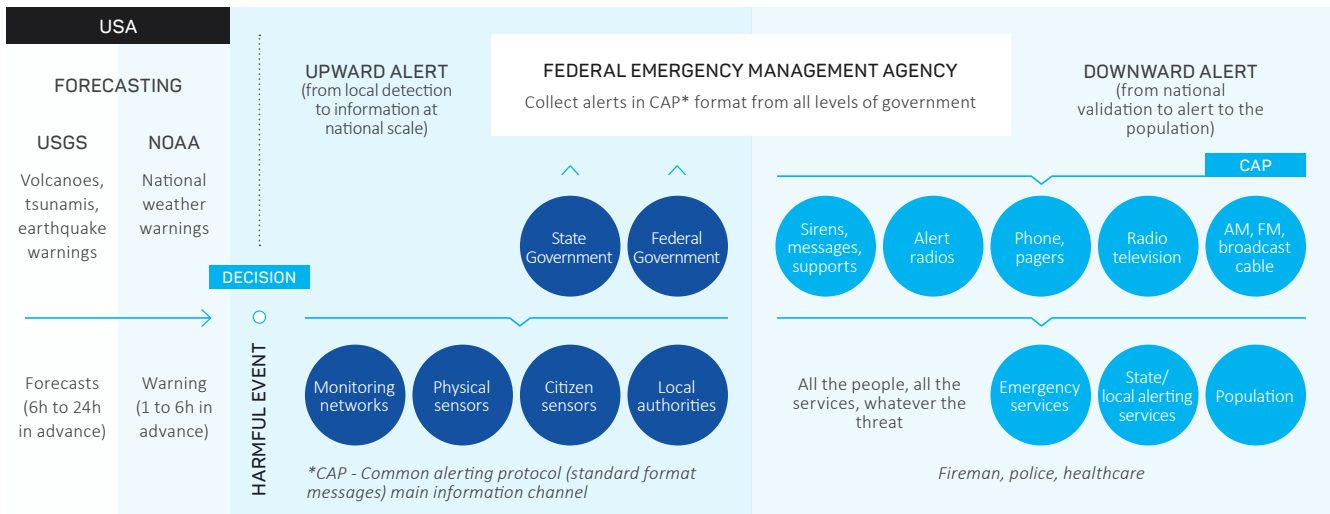 USA
FORECASTING
USGS
Volcanoes,
tsunamis,
earthquake
warnings
NOAA
National
weather
warnings
Forecasts
(6h to 24h
in advance)
Warning
(1 to 6h in
advance)
DECISION
HARMFUL EVENT
UPWARD ALERT
(from local detection
to information at
national scale)
FEDERAL EMERGENCY MANAGEMENT AGENCY
Collect alerts in CAP* format from all levels of government
State
Government
Federal
Government
Monitoring
networks
Physical
sensors
Citizen
sensors
Local
authorities
*CAP - Common alerting protocol (standard format
messages) main information channel
DOWNWARD ALERT
(from national
validation to alert to the
population)
CAP
Sirens,
messages,
supports
Alert
radios
Phone,
pagers
Radio
television
AM, FM,
broadcast
cable
All the people, all the
services, whatever the
threat
Emergency
services
State/
local alerting
services
Population
Fireman, police, healthcare